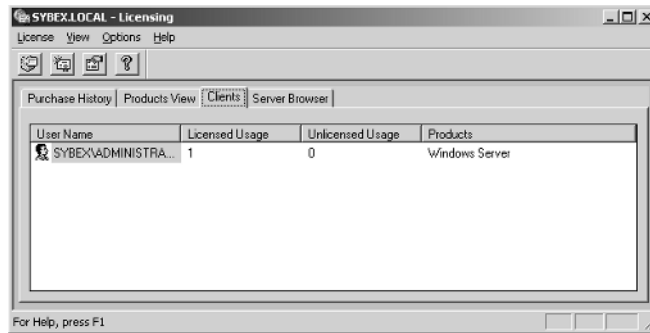 SYBEX.LOCAL - Licensing
License View Options Help
Purchase History Products View Clients Server Browser
User Name Licensed Usage Unlicensed Usage Products
SYBEX\ADMINISTRA... 1 0 Windows Server
For Help, press F1